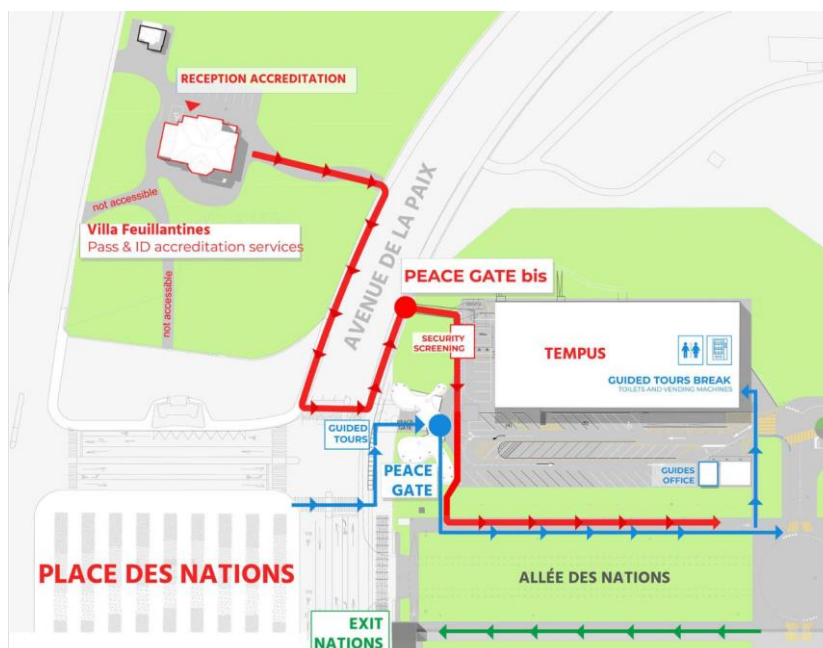 RECEPTION ACCREDITATION
not accessible
Villa Feuillantines
Pass & ID accreditation services
not accessible
AVENUE DE LA PAIX
PEACE GATE bis
SECURITY
SCREENING
TEMPUS
GUIDED TOURS BREAK
TOILETS AND VENDING MACHINES
GUIDED
TOURS
PEACE
GATE
PEACE
GATE
GUIDES
OFFICE
PLACE DES NATIONS
ALLÉE DES NATIONS
EXIT
NATIONS